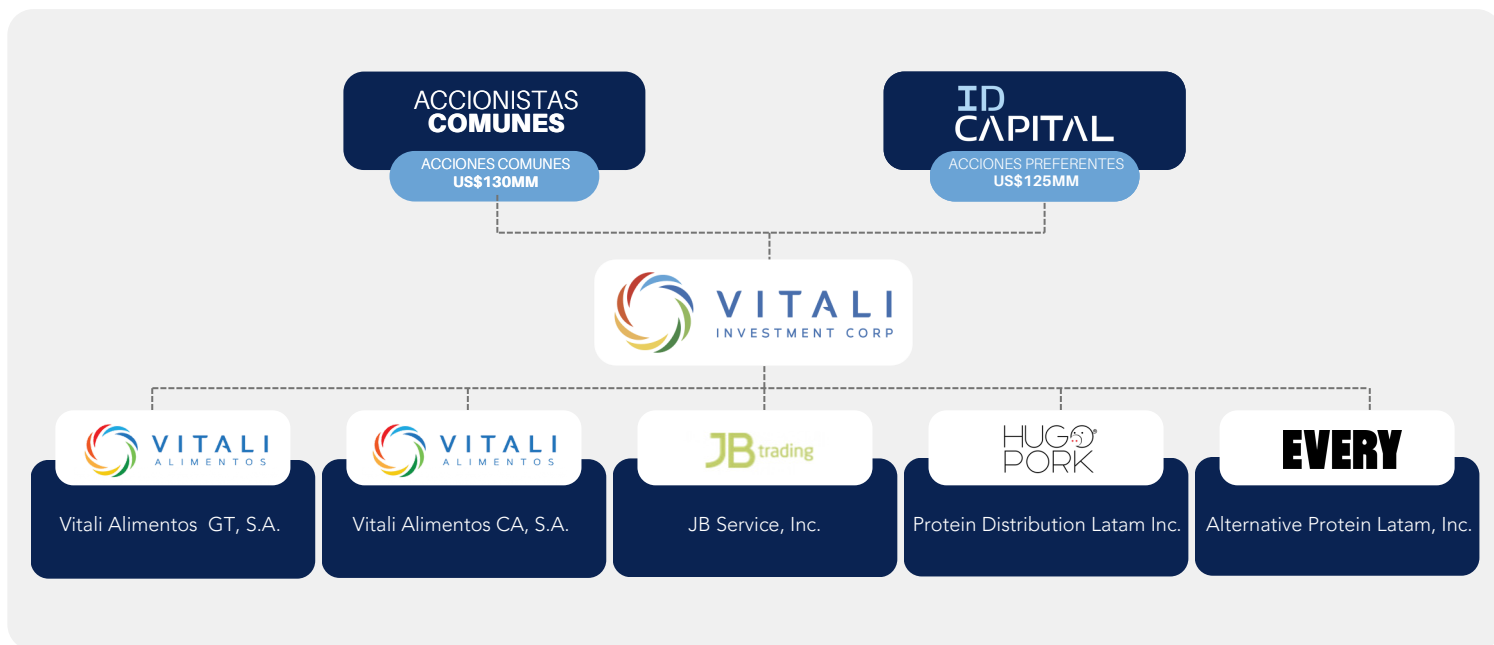 ACCIONISTAS
COMUNES
ACCIONES COMUNES
US$130MM
ID
CAPITAL
ACCIONES PREFERENTES
US$125MM
VITALI
INVESTMENT CORP
VITALI
ALIMENTOS
Vitali Alimentos GT, S.A.
VITALI
ALIMENTOS
Vitali Alimentos CA, S.A.
JB trading
JB Service, Inc.
HUGO®
PORK
Protein Distribution Latam Inc.
EVERY
Alternative Protein Latam, Inc.